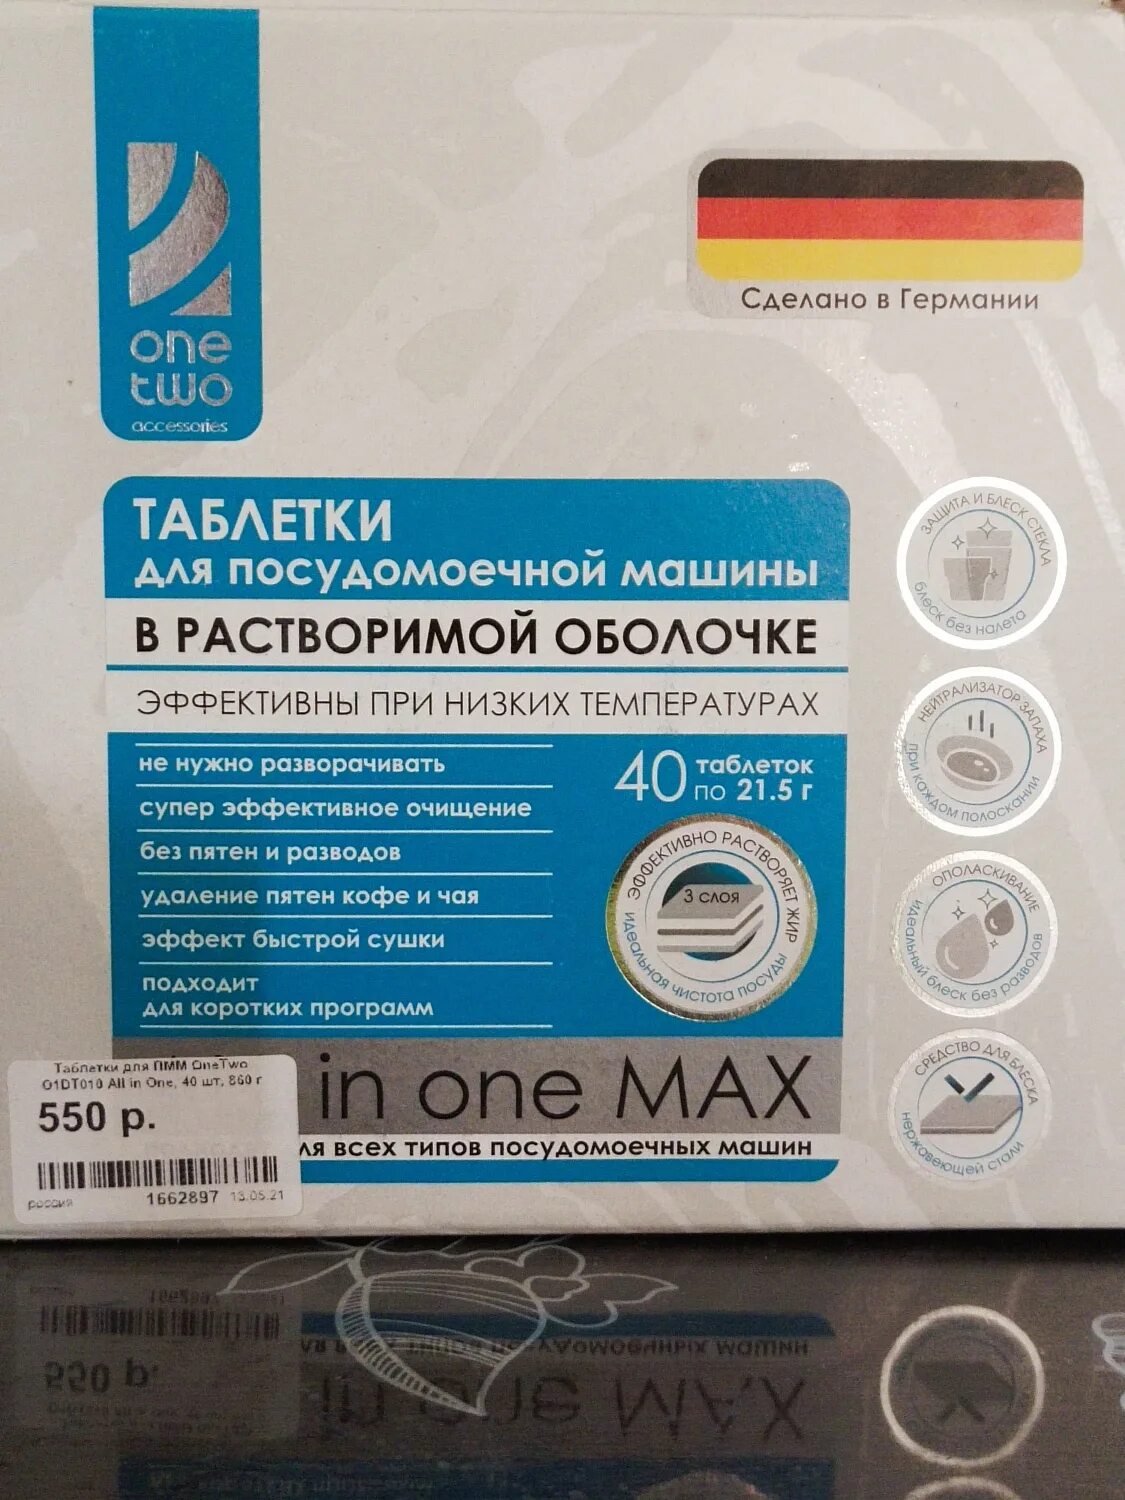 one
two
accessories
Сделано в Германии
ТАБЛЕТКИ
для посудомоечной машины
В РАСТВОРИМОЙ ОБОЛОЧКЕ
ЭФФЕКТИВНЫ ПРИ НИЗКИХ ТЕМПЕРАТУРАХ
не нужно разворачивать
супер эффективное очищение
без пятен и разводов
удаление пятен кофе и чая
эффект быстрой сушки
подходит
для коротких программ
40 таблеток
по 21.5 г
ЭФФЕКТИВНО РАСТВОРЯЕТ ЖИР
3 СЛОЯ
идеальная чистота посуды
in one MAX
всех типов посудомоечных машин
ЗАЩИТА И БЛЕСК СТЕКЛА
блеск без налета
НЕЙТРАЛИЗАТОР ЗАПАХА
при каждом полоскании
ОПОЛАСКИВАНИЕ
идеальный блеск без разводов
СРЕДСТВО ДЛЯ БЛЕСКА
нержавеющей стали
Таблетки для ПММ OneTwo
O1DT010 All in One, 40 шт, 860 г
550 р.
россия 1662897 13.05.21